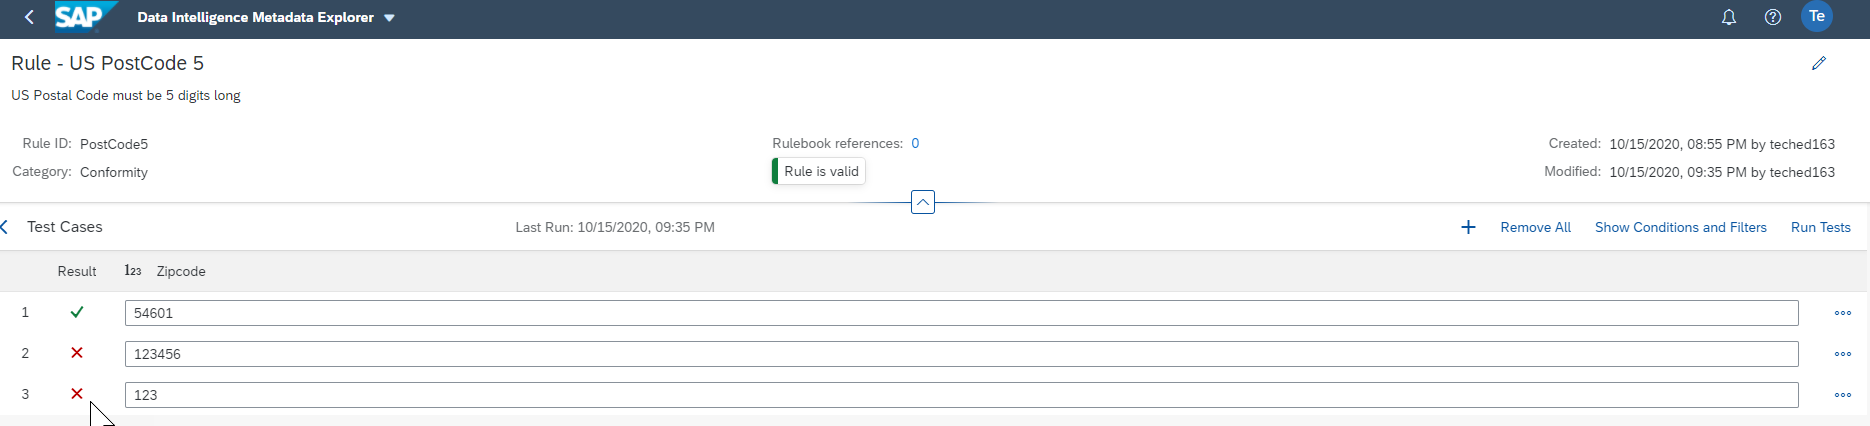 SAP Data Intelligence Metadata Explorer Te
Rule - US PostCode 5
US Postal Code must be 5 digits long
Rule ID: PostCode5 Rulebook references: 0 Created: 10/15/2020, 08:55 PM by teched163
Category: Conformity Rule is valid Modified: 10/15/2020, 09:35 PM by teched163
Test Cases Last Run: 10/15/2020, 09:35 PM + Remove All Show Conditions and Filters Run Tests
Result 123 Zipcode
1 54601
2 123456
3 123